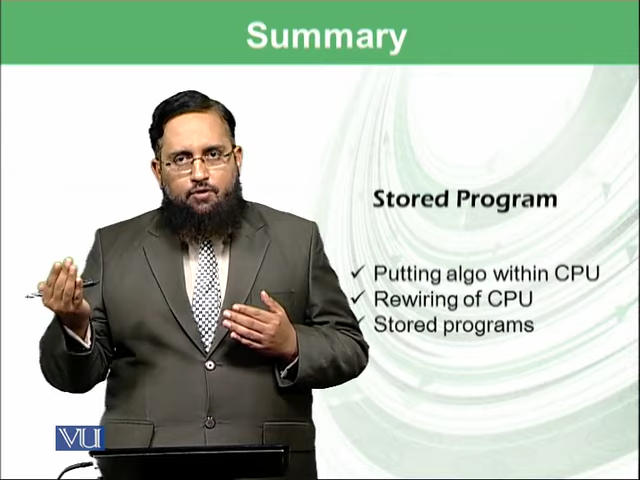 Summary
Stored Program
✓ Putting algo within CPU
✓ Rewiring of CPU
✓ Stored programs
VU